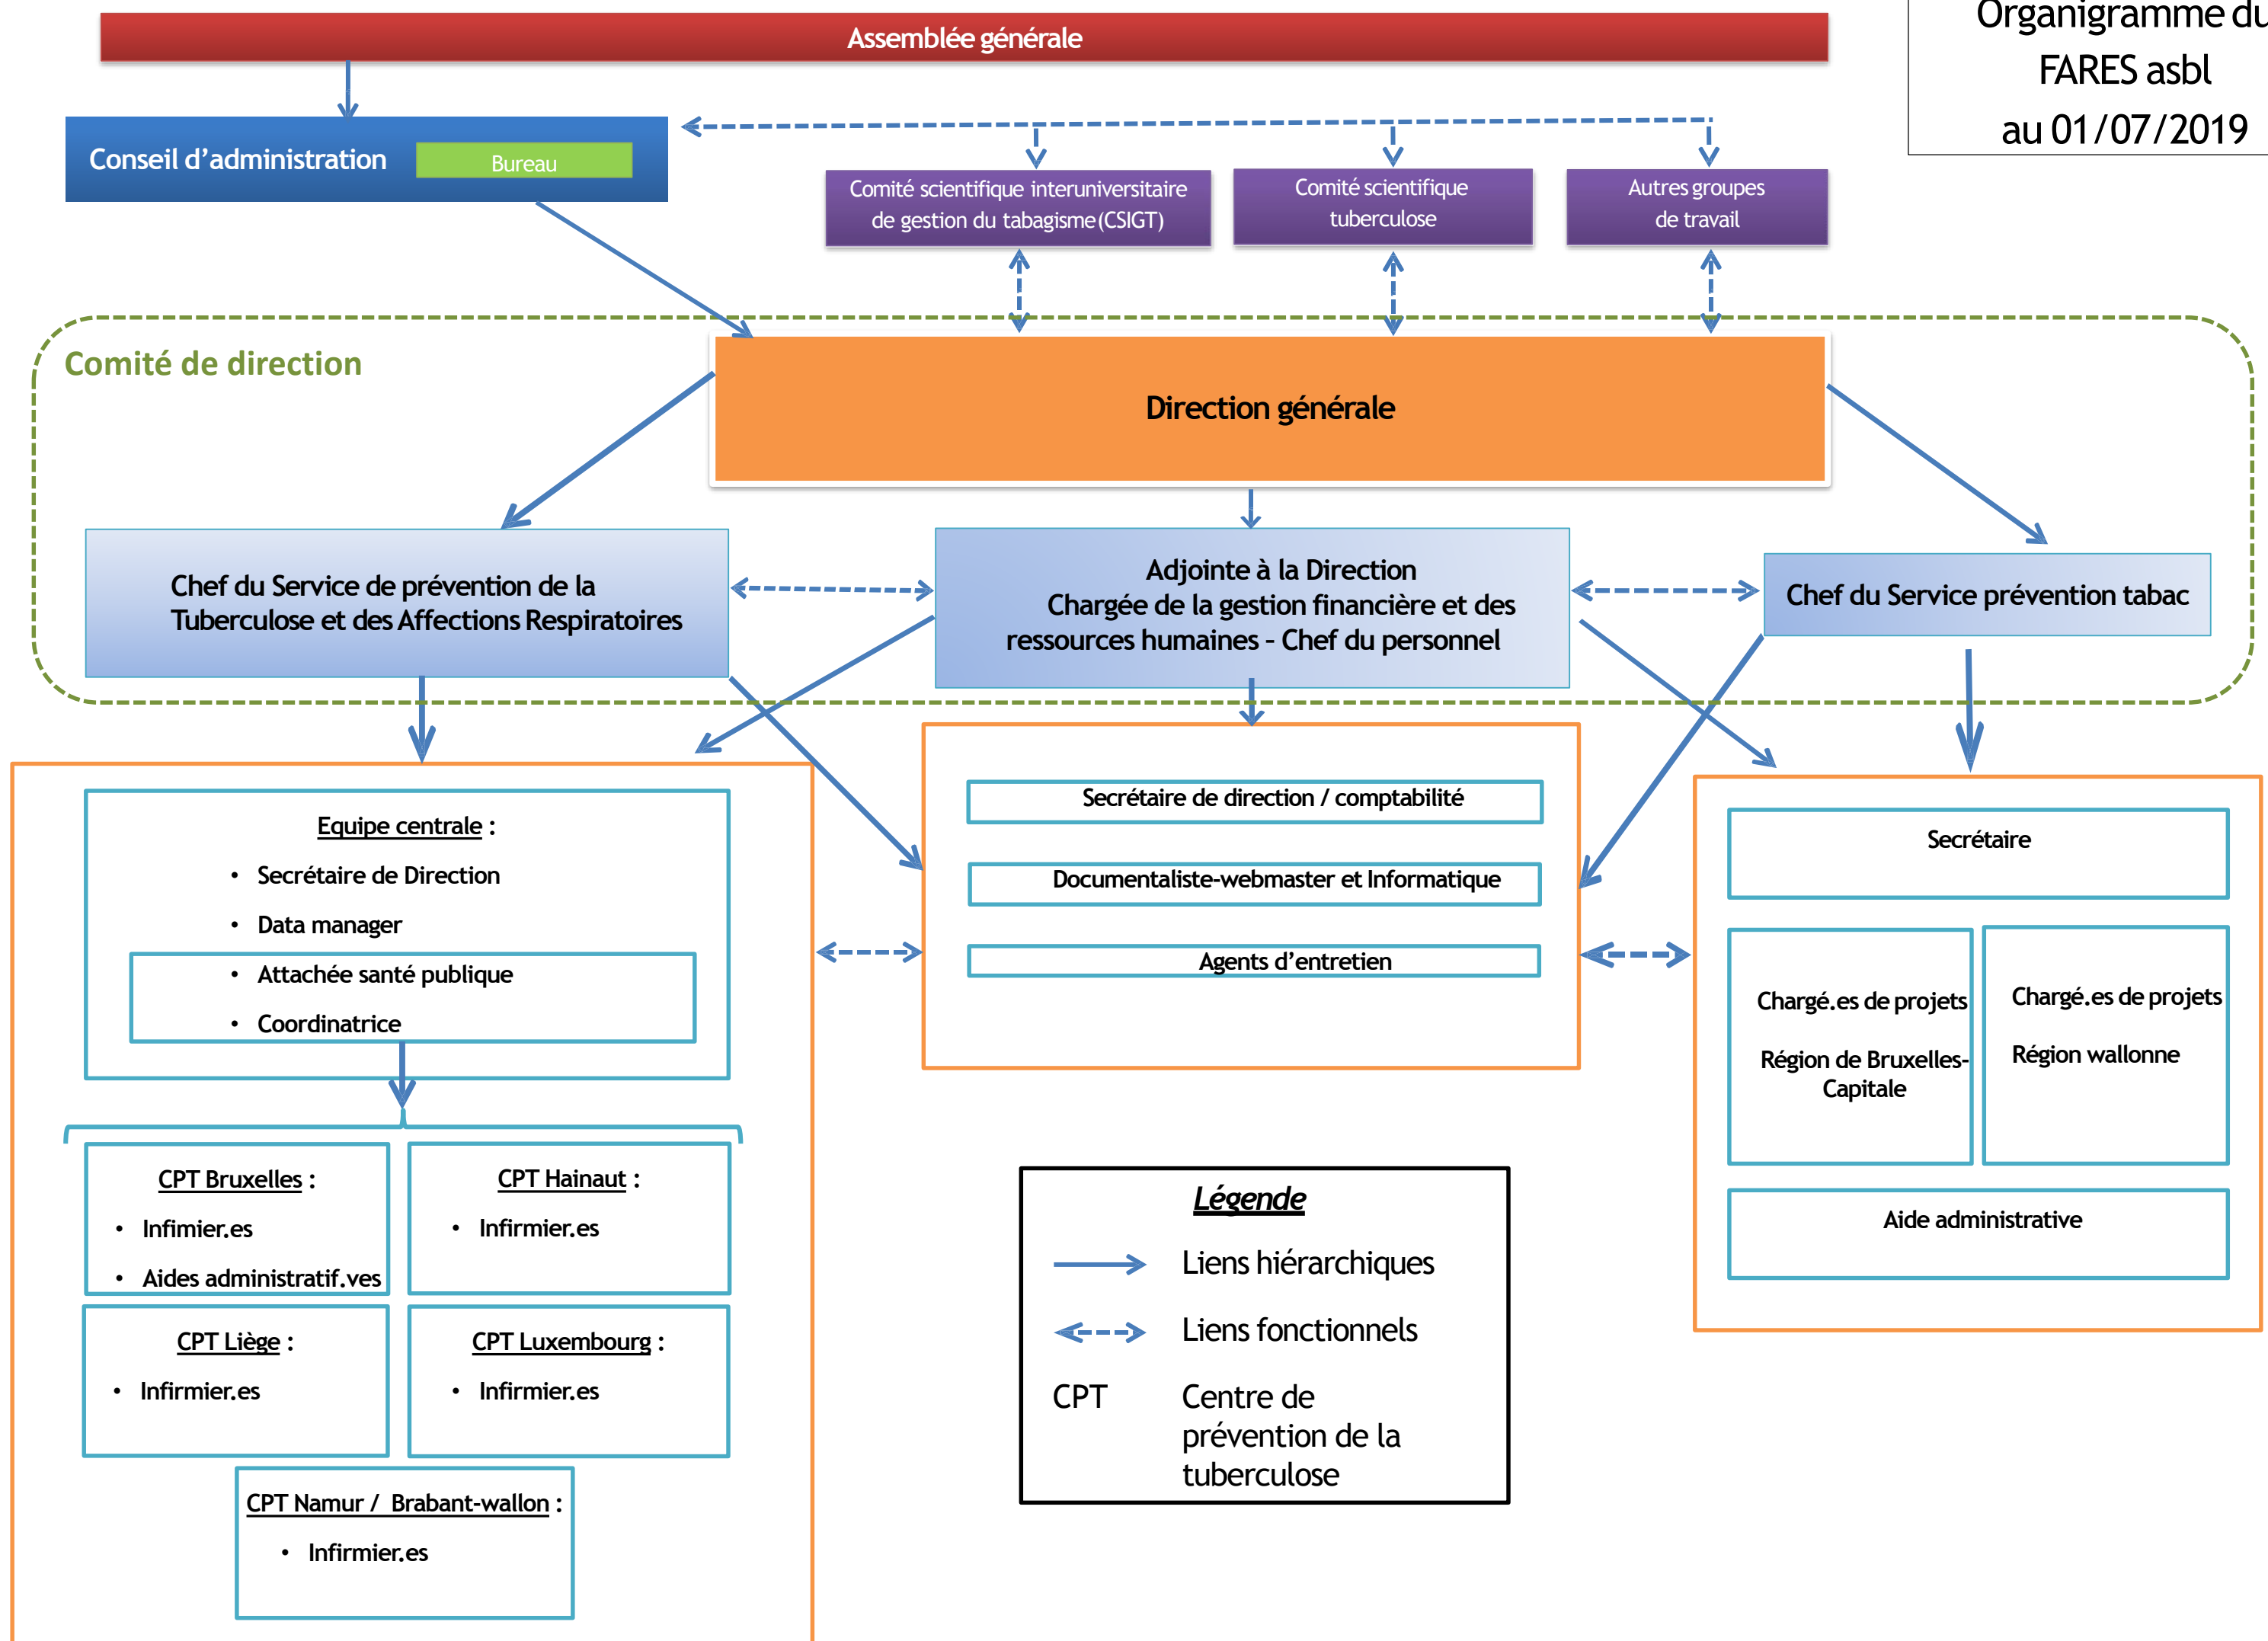 Organigramme du
FARES asbl
au 01/07/2019
Assemblée générale
Conseil d’administration
Bureau
Comité scientifique interuniversitaire
de gestion du tabagisme (CSIGT)
Comité scientifique
tuberculose
Autres groupes
de travail
Comité de direction
Direction générale
Chef du Service de prévention de la
Tuberculose et des Affections Respiratoires
Adjointe à la Direction
Chargée de la gestion financière et des
ressources humaines – Chef du personnel
Chef du Service prévention tabac
Equipe centrale :
• Secrétaire de Direction
• Data manager
• Attachée santé publique
• Coordinatrice
CPT Bruxelles :
• Infimier.es
• Aides administratif.ves
CPT Hainaut :
• Infirmier.es
CPT Liège :
• Infirmier.es
CPT Luxembourg :
• Infirmier.es
CPT Namur / Brabant-wallon :
• Infirmier.es
Secrétaire de direction / comptabilité
Documentaliste-webmaster et Informatique
Agents d’entretien
Secrétaire
Chargé.es de projets
Région de Bruxelles-
Capitale
Chargé.es de projets
Région wallonne
Aide administrative
Légende
Liens hiérarchiques
Liens fonctionnels
CPT Centre de
prévention de la
tuberculose